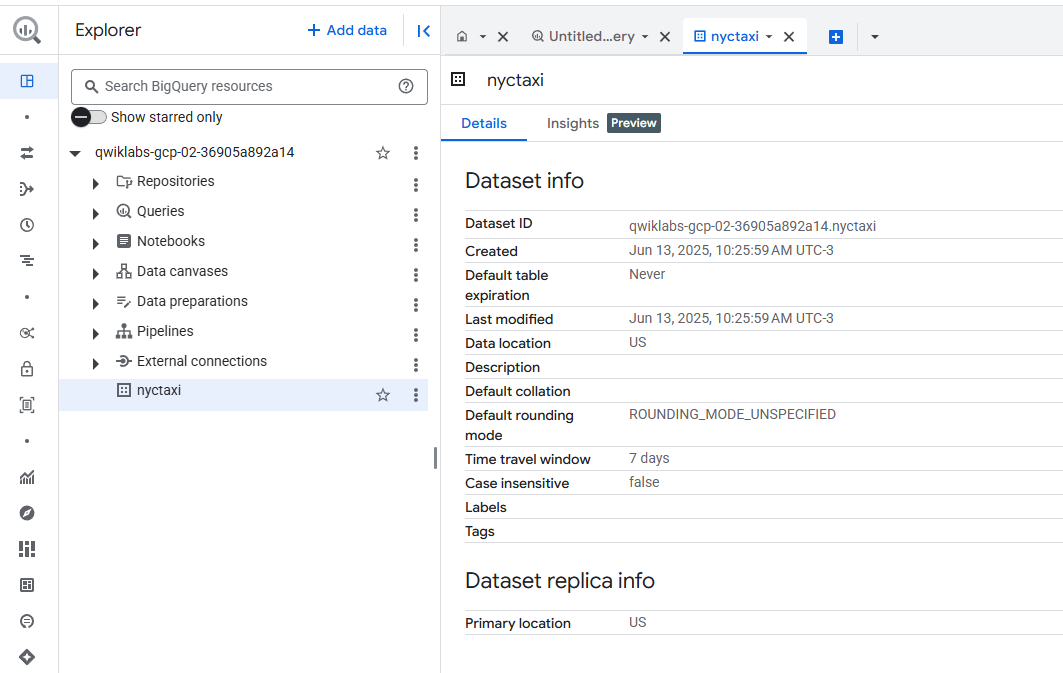 Explorer
+ Add data
Search BigQuery resources
Show starred only
qwiklabs-gcp-02-36905a892a14
Repositories
Queries
Notebooks
Data canvases
Data preparations
Pipelines
External connections
nyctaxi
Untitled...ery
nyctaxi
nyctaxi
Details
Insights
Preview
Dataset info
Dataset ID qwiklabs-gcp-02-36905a892a14.nyctaxi
Created Jun 13, 2025, 10:25:59 AM UTC-3
Default table Never
expiration
Last modified Jun 13, 2025, 10:25:59 AM UTC-3
Data location US
Description
Default collation
Default rounding ROUNDING_MODE_UNSPECIFIED
mode
Time travel window 7 days
Case insensitive false
Labels
Tags
Dataset replica info
Primary location US